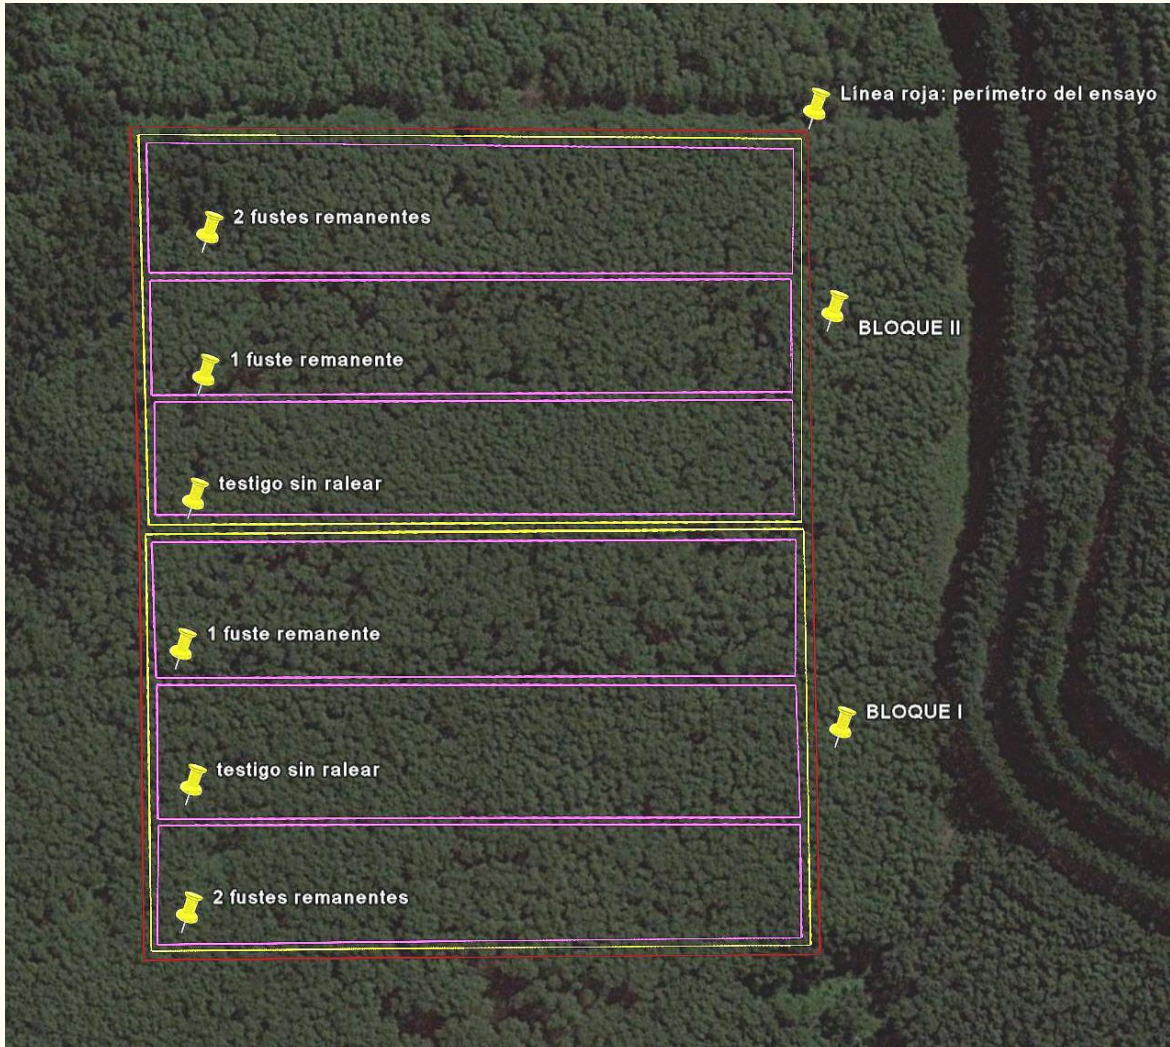 Línea roja: perímetro del ensayo
2 fustes remanentes
BLOQUE II
1 fuste remanente
testigo sin ralear
1 fuste remanente
BLOQUE I
testigo sin ralear
2 fustes remanentes